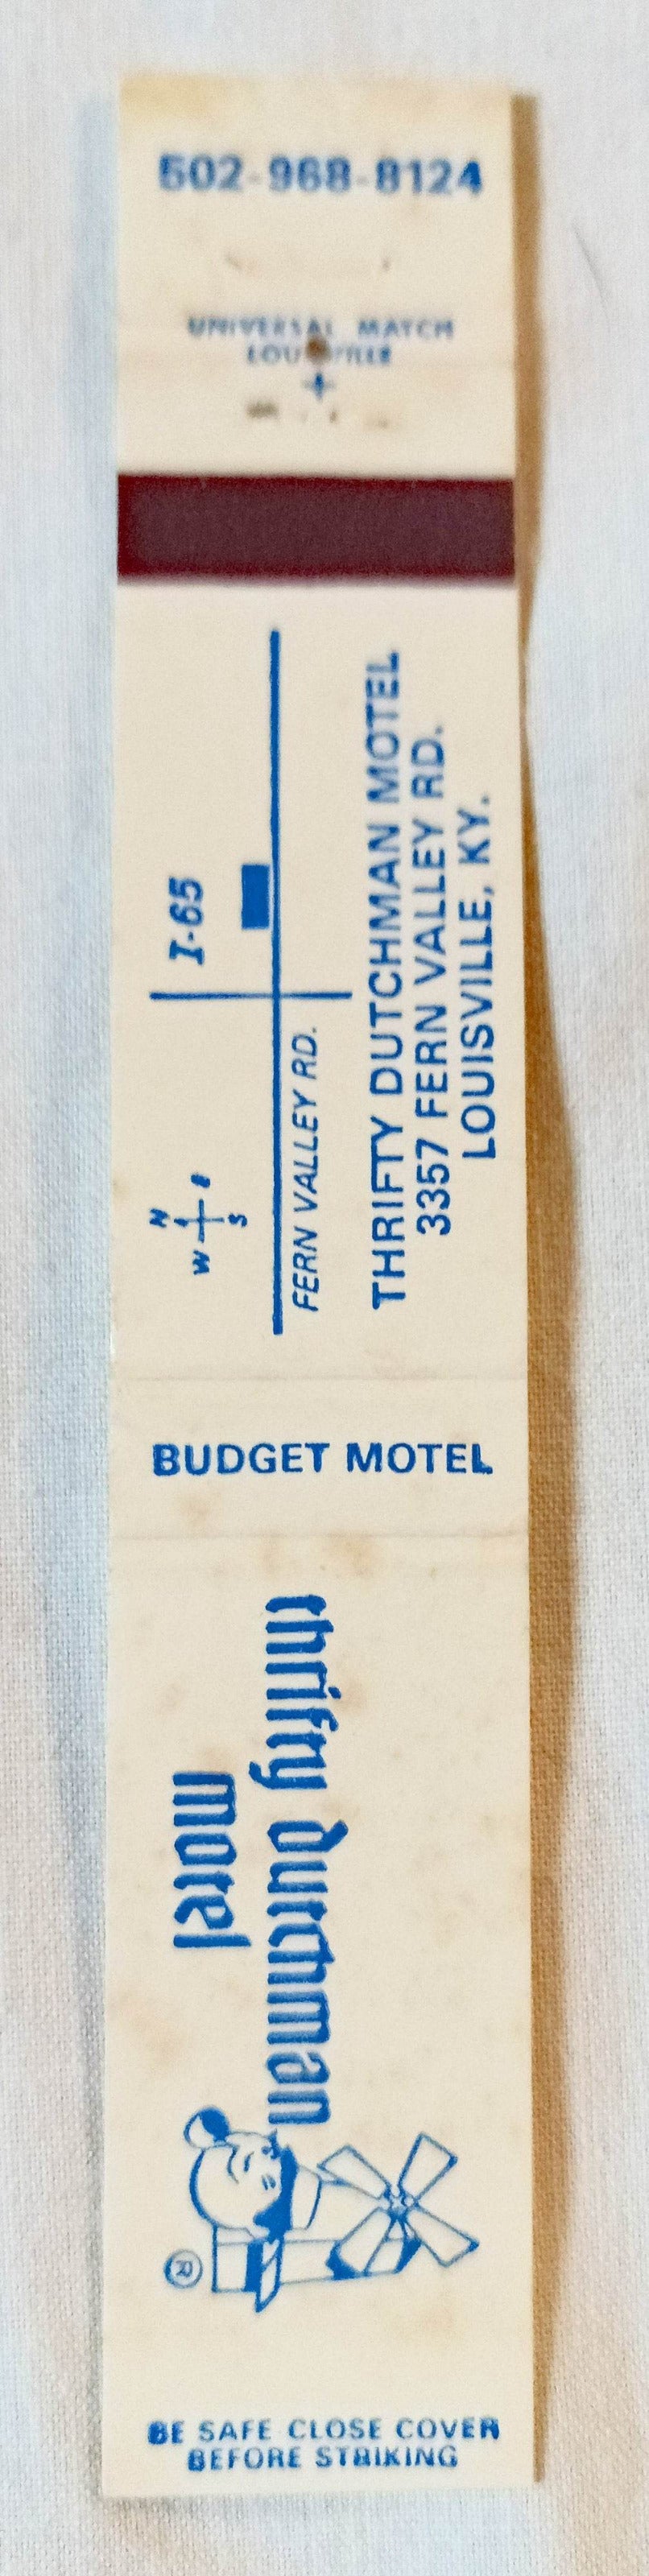 502-968-8124
UNIVERSAL MATCH
LOUISVILLE
I-65
N
W
E
S
FERN VALLEY RD.
THRIFTY DUTCHMAN MOTEL
3357 FERN VALLEY RD.
LOUISVILLE, KY.
BUDGET MOTEL
thrifty dutchman
motel
®
BE SAFE CLOSE COVER
BEFORE STRIKING